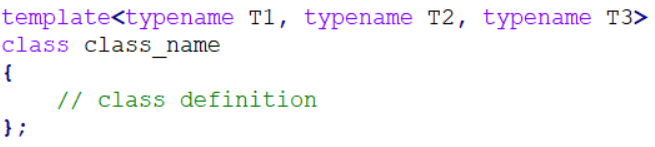 template<typename T1, typename T2, typename T3>
class class_name
{
    // class definition
};